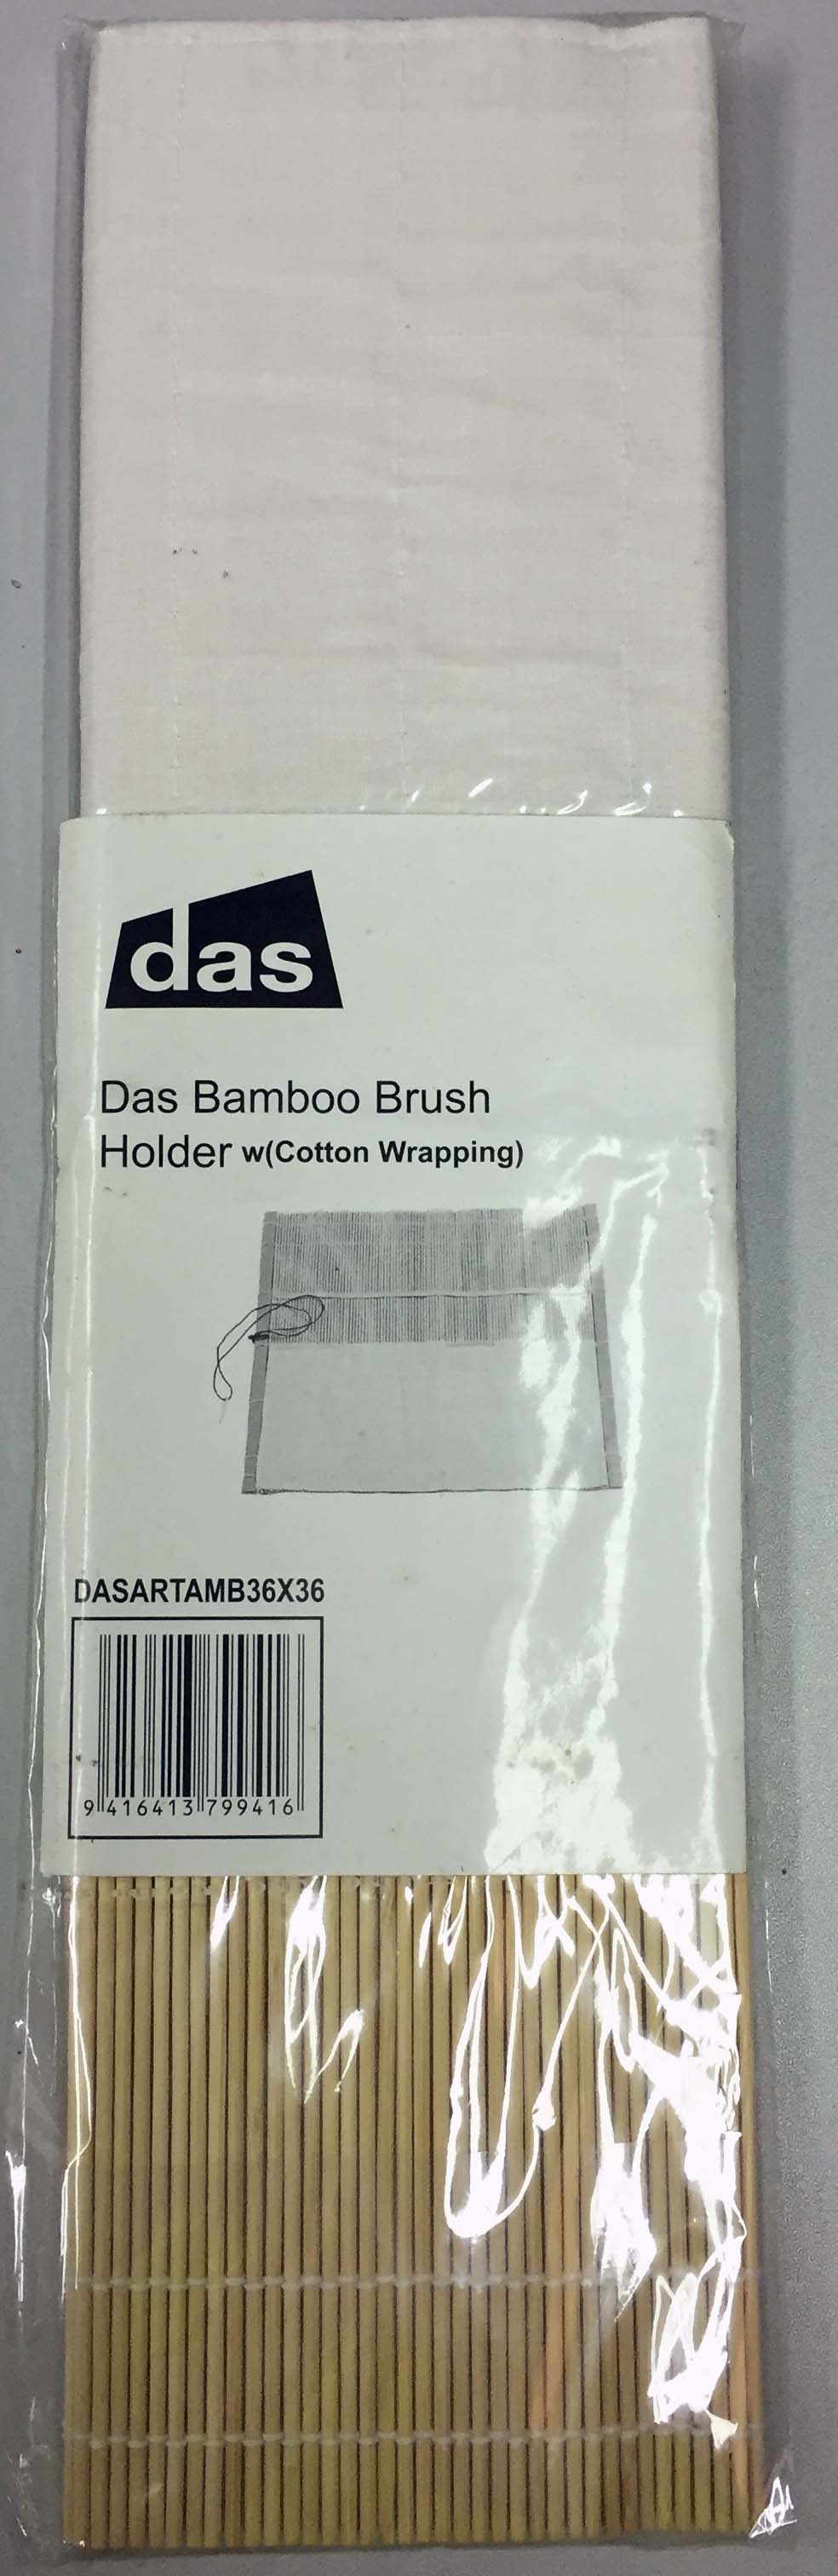 das
Das Bamboo Brush
Holder w(Cotton Wrapping)
DASARTAMB36X36
9 416413 799416